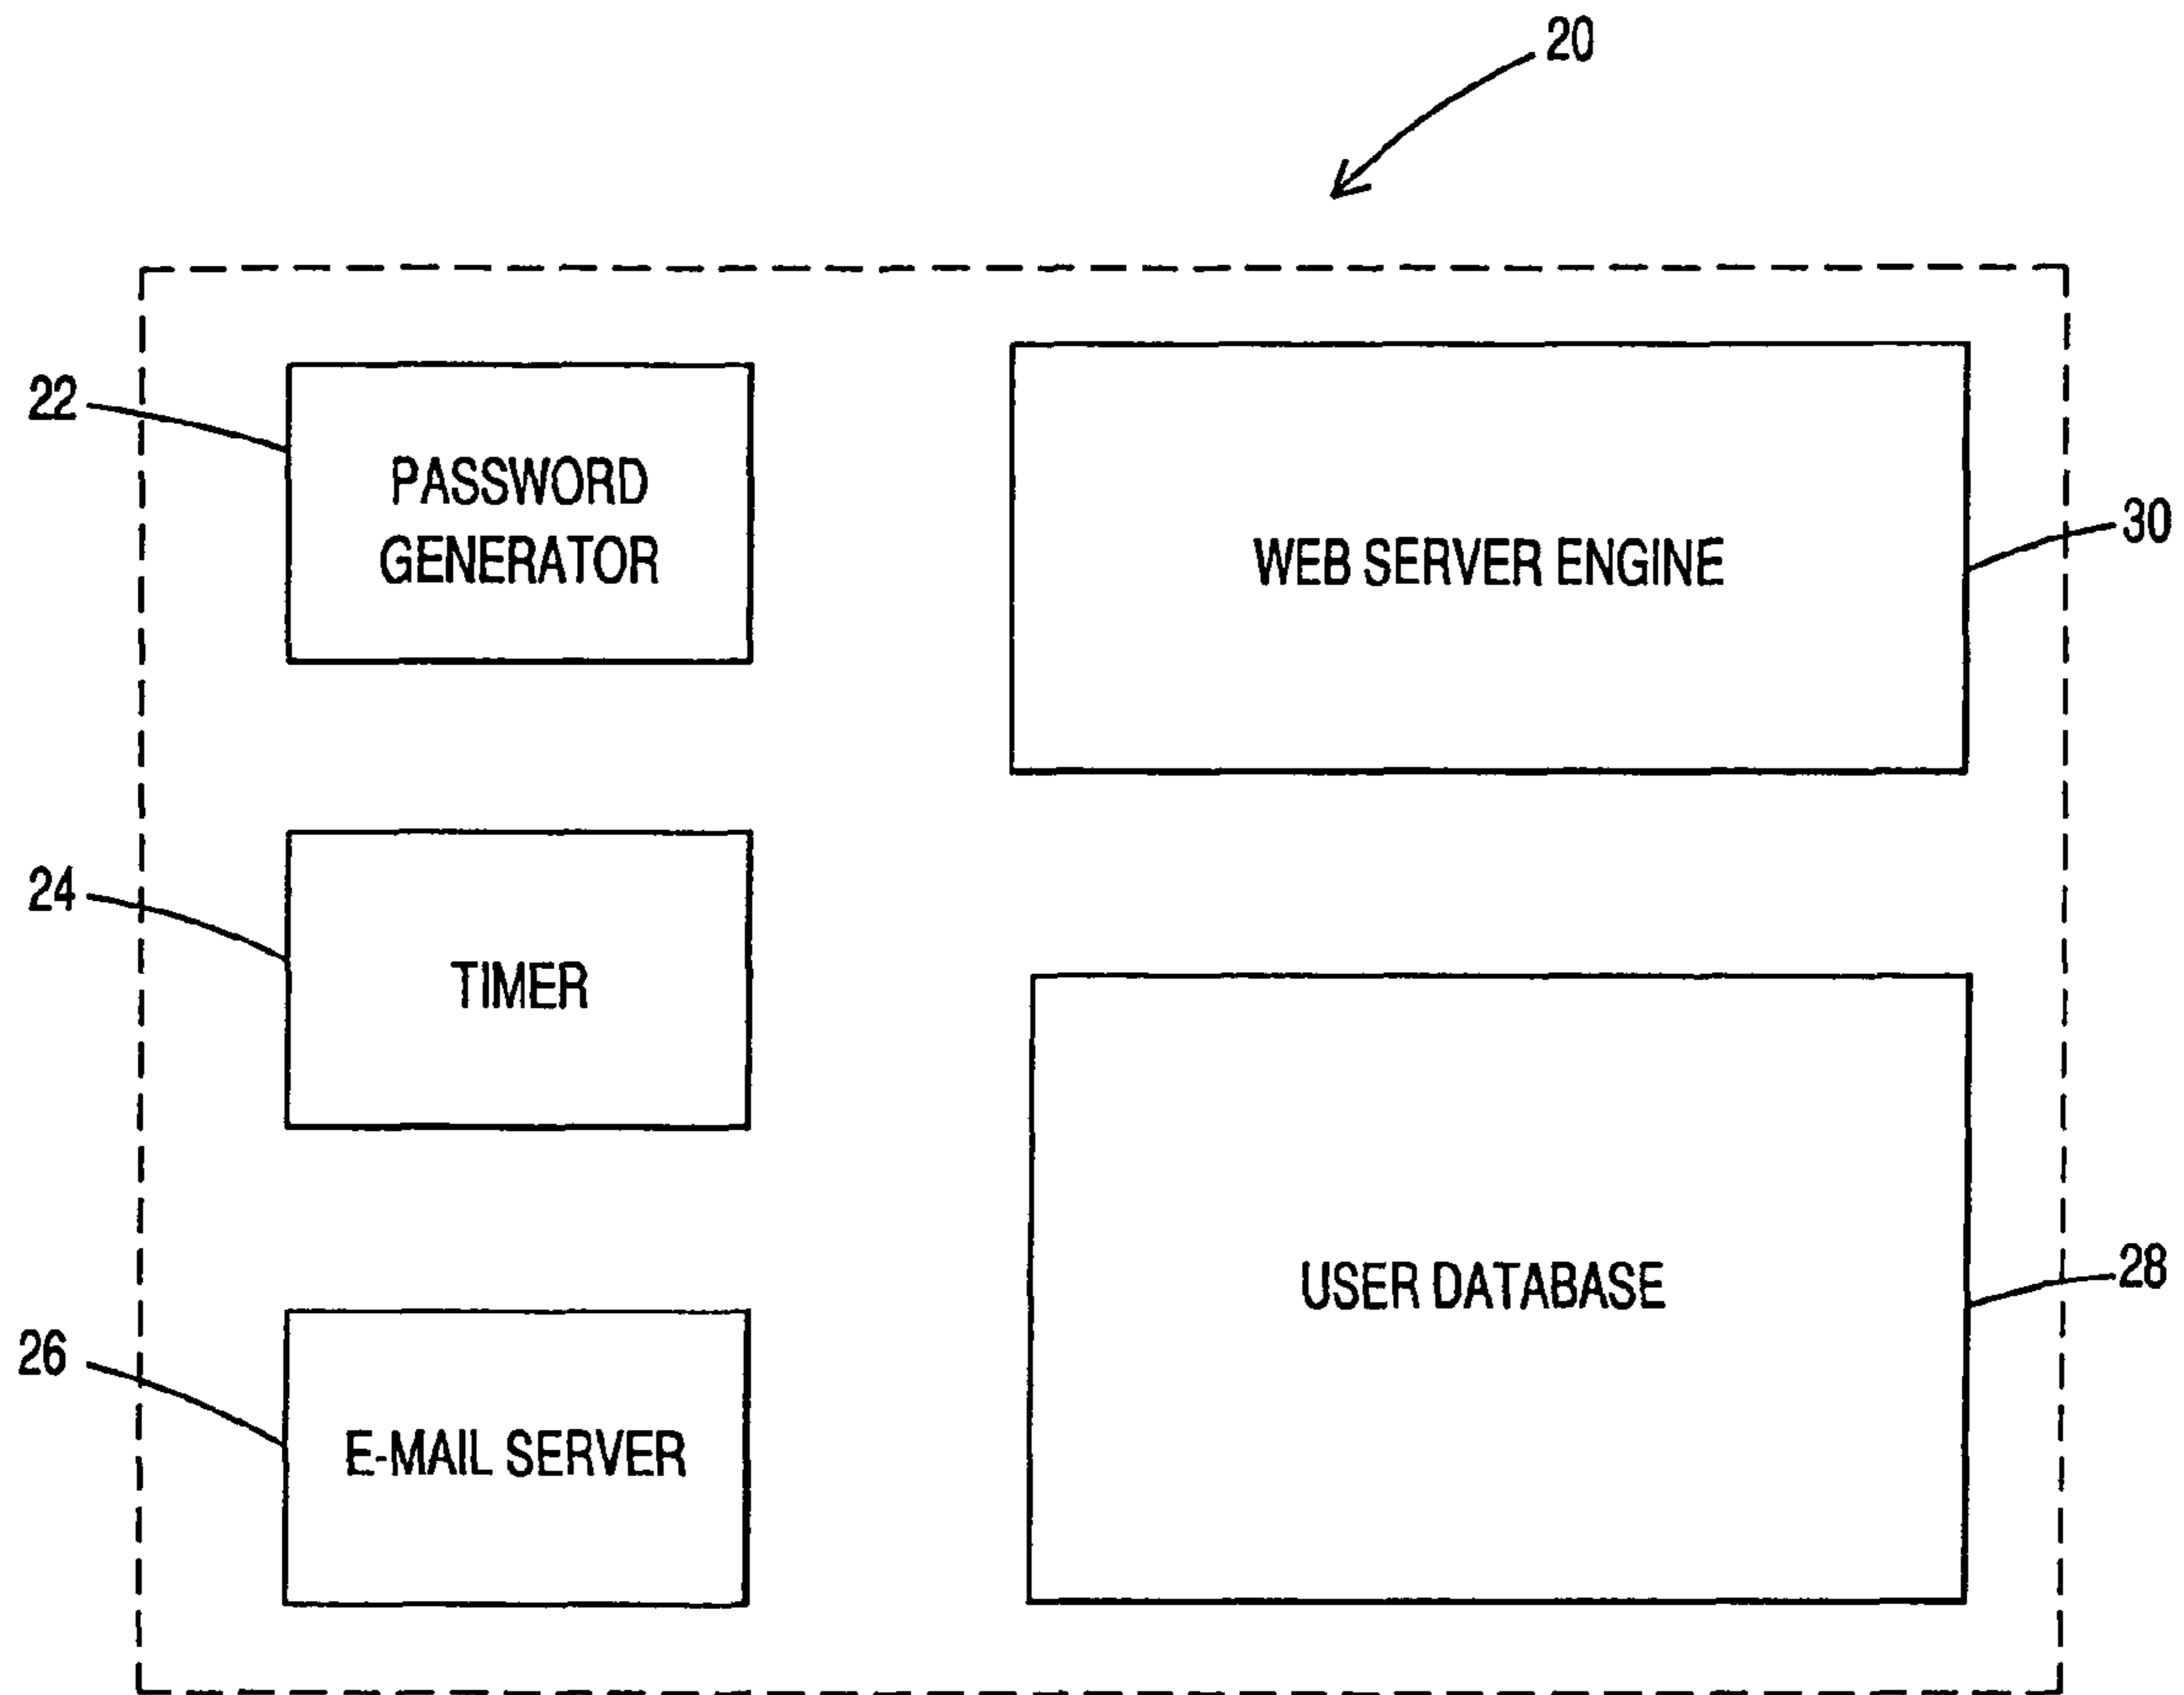 20
22
PASSWORD
GENERATOR
WEB SERVER ENGINE
30
24
TIMER
USER DATABASE
28
26
E-MAIL SERVER